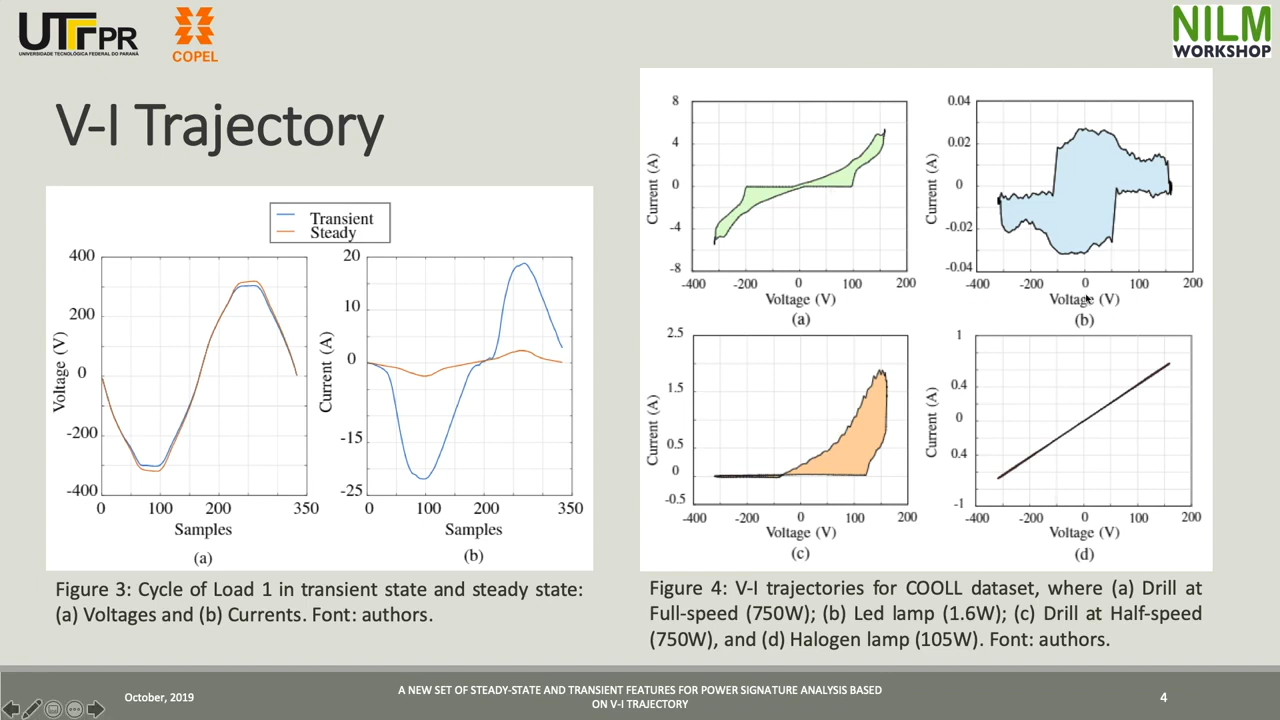 UTFPR
UNIVERSIDADE TECNOLÓGICA FEDERAL DO PARANÁ
COPEL
NILM
WORKSHOP
V-I Trajectory
Transient
Steady
400
200
0
-200
-400
Voltage (V)
0
100
200
350
Samples
(a)
20
10
0
-15
-25
Current (A)
0
100
200
350
Samples
(b)
Figure 3: Cycle of Load 1 in transient state and steady state:
(a) Voltages and (b) Currents. Font: authors.
8
4
0
-4
-8
Current (A)
-400
-200
0
100
200
Voltage (V)
(a)
0.04
0.02
0
-0.02
-0.04
Current (A)
-400
-200
0
100
200
Voltage (V)
(b)
2.5
1.5
0.5
0
-0.5
Current (A)
-400
-200
0
100
200
Voltage (V)
(c)
1
0.4
0
0.4
-1
Current (A)
-400
-200
0
100
200
Voltage (V)
(d)
Figure 4: V-I trajectories for COOLL dataset, where (a) Drill at
Full-speed (750W); (b) Led lamp (1.6W); (c) Drill at Half-speed
(750W), and (d) Halogen lamp (105W). Font: authors.
October, 2019
A NEW SET OF STEADY-STATE AND TRANSIENT FEATURES FOR POWER SIGNATURE ANALYSIS BASED
ON V-I TRAJECTORY
4